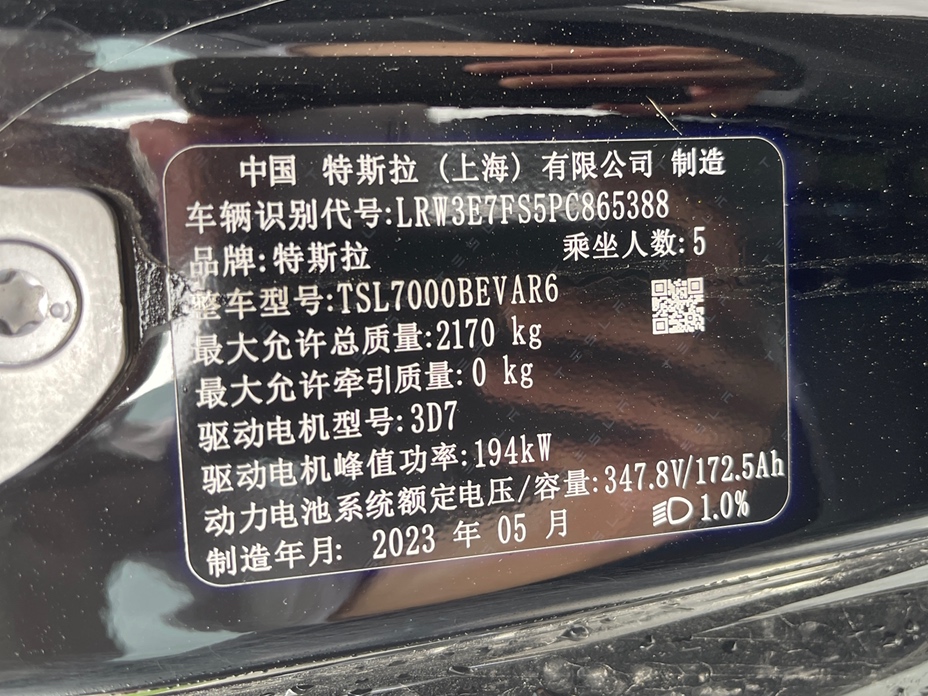 中国 特斯拉 (上海) 有限公司 制造
车辆识别代号:LRW3E7FS5PC865388
品牌:特斯拉 乘坐人数:5
整车型号:TSL7000BEVAR6
最大允许总质量:2170 kg
最大允许牵引质量:0 kg
驱动电机型号:3D7
驱动电机峰值功率:194kW
动力电池系统额定电压/容量:347.8V/172.5Ah
制造年月: 2023 年 05 月 1.0%